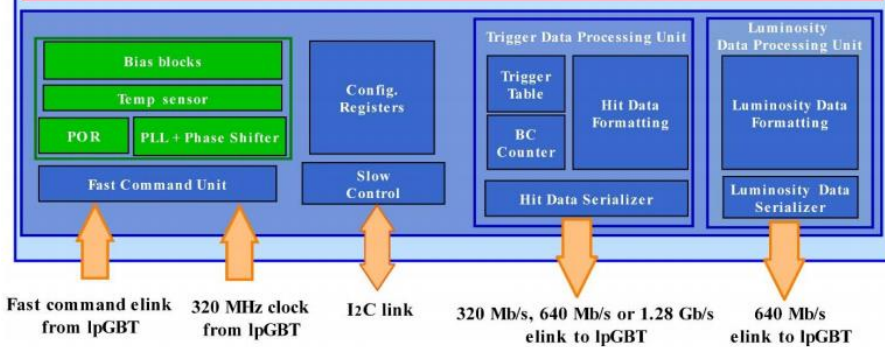 Bias blocks
Temp sensor
POR
PLL + Phase Shifter
Fast Command Unit
Config.
Registers
Slow
Control
Trigger Data Processing Unit
Trigger
Table
BC
Counter
Hit Data
Formatting
Hit Data Serializer
Luminosity
Data Processing Unit
Luminosity Data
Formatting
Luminosity Data
Serializer
Fast command elink
from lpGBT
320 MHz clock
from lpGBT
I2C link
320 Mb/s, 640 Mb/s or 1.28 Gb/s
elink to lpGBT
640 Mb/s
elink to lpGBT